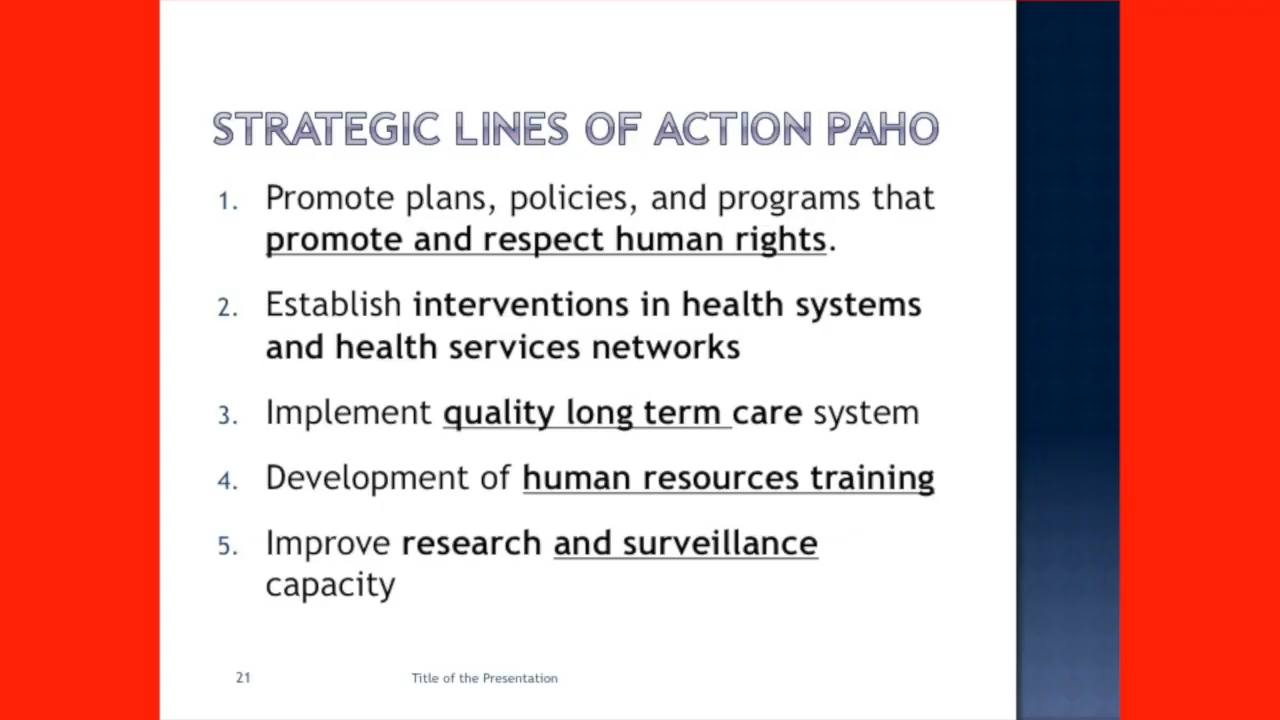 STRATEGIC LINES OF ACTION PAHO
1. Promote plans, policies, and programs that
promote and respect human rights.
2. Establish interventions in health systems
and health services networks
3. Implement quality long term care system
4. Development of human resources training
5. Improve research and surveillance
capacity
21 Title of the Presentation